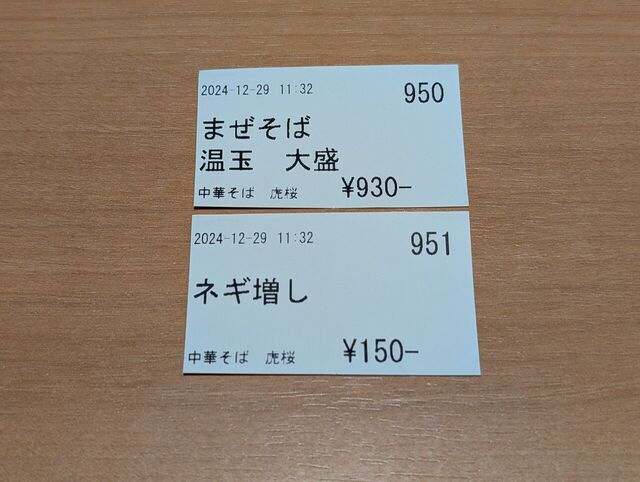 2024-12-29 11:32 950
まぜそば
温玉 大盛
中華そば 虎桜 ¥930-
2024-12-29 11:32 951
ネギ増し
中華そば 虎桜 ¥150-